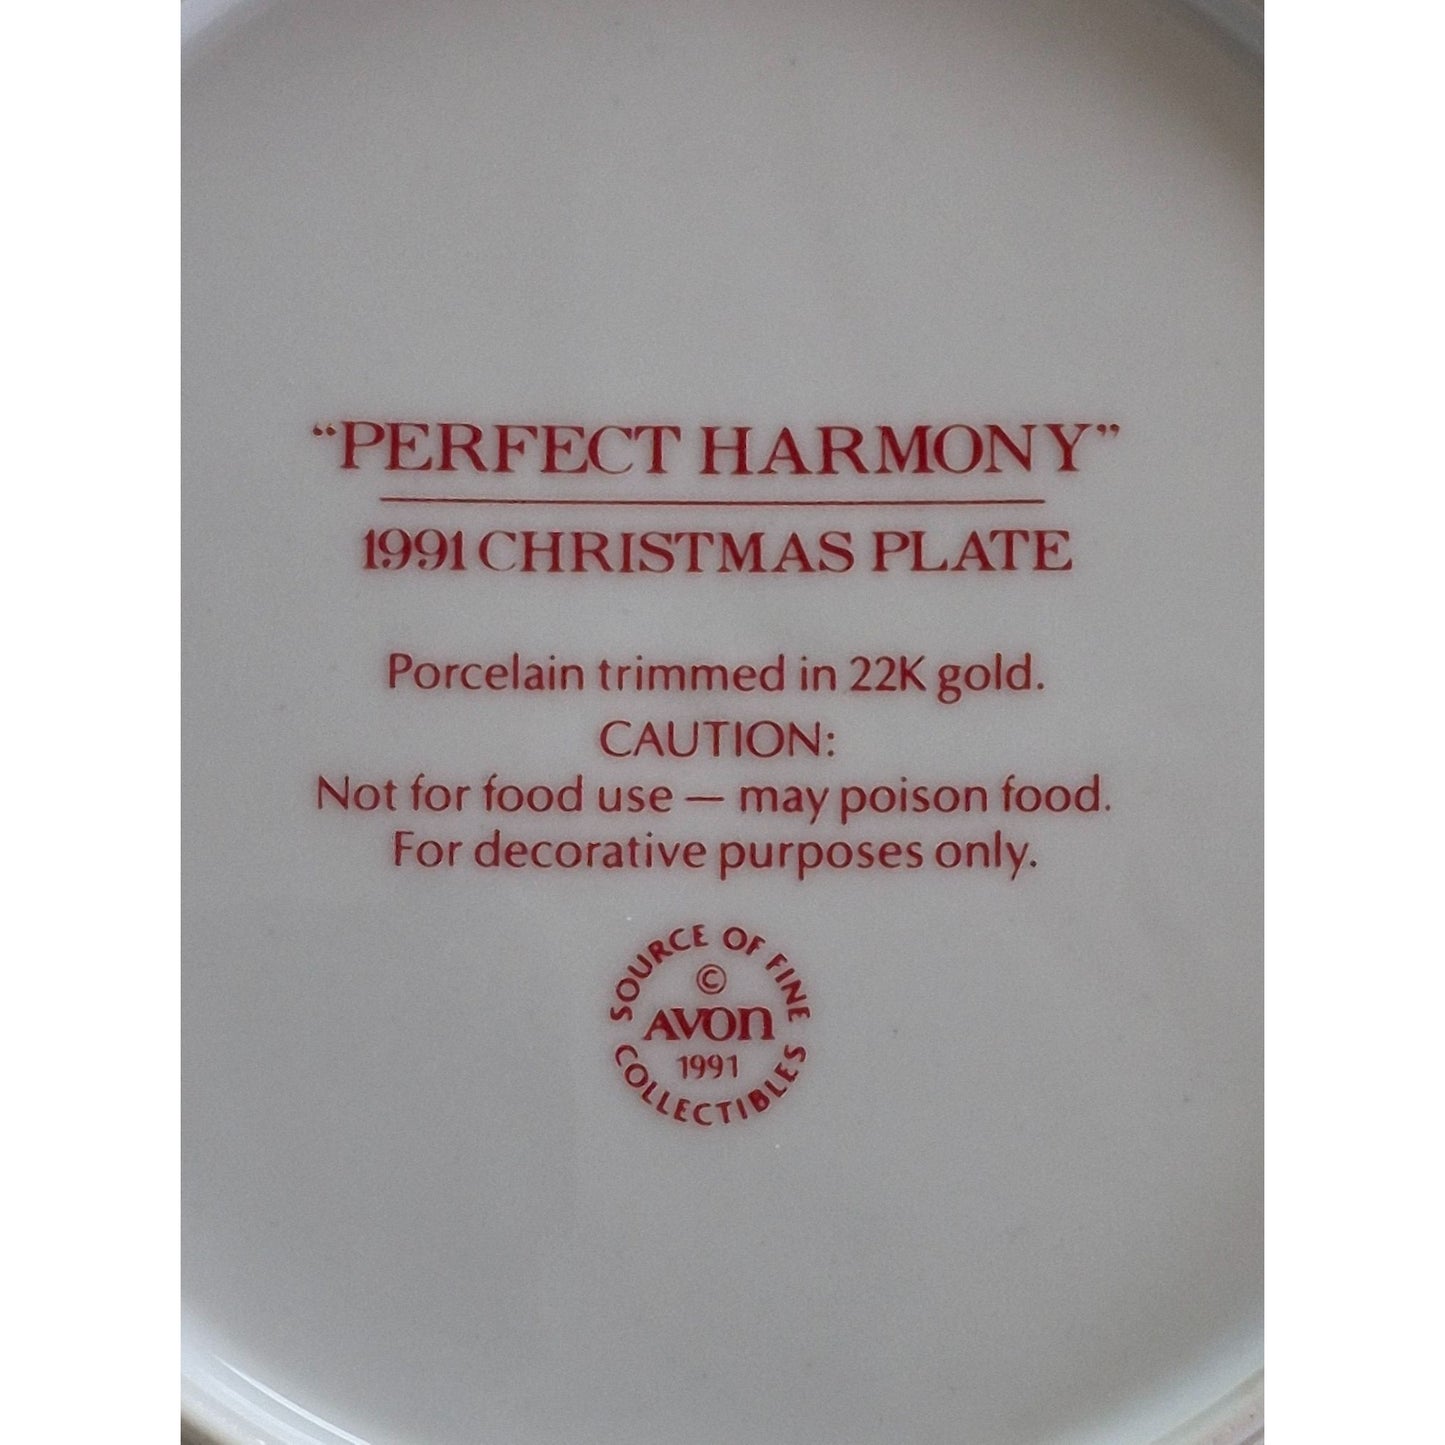 “PERFECT HARMONY”
1991 CHRISTMAS PLATE
Porcelain trimmed in 22K gold.
CAUTION:
Not for food use — may poison food.
For decorative purposes only.
SOURCE OF FINE
©
AVON
1991
COLLECTIBLES